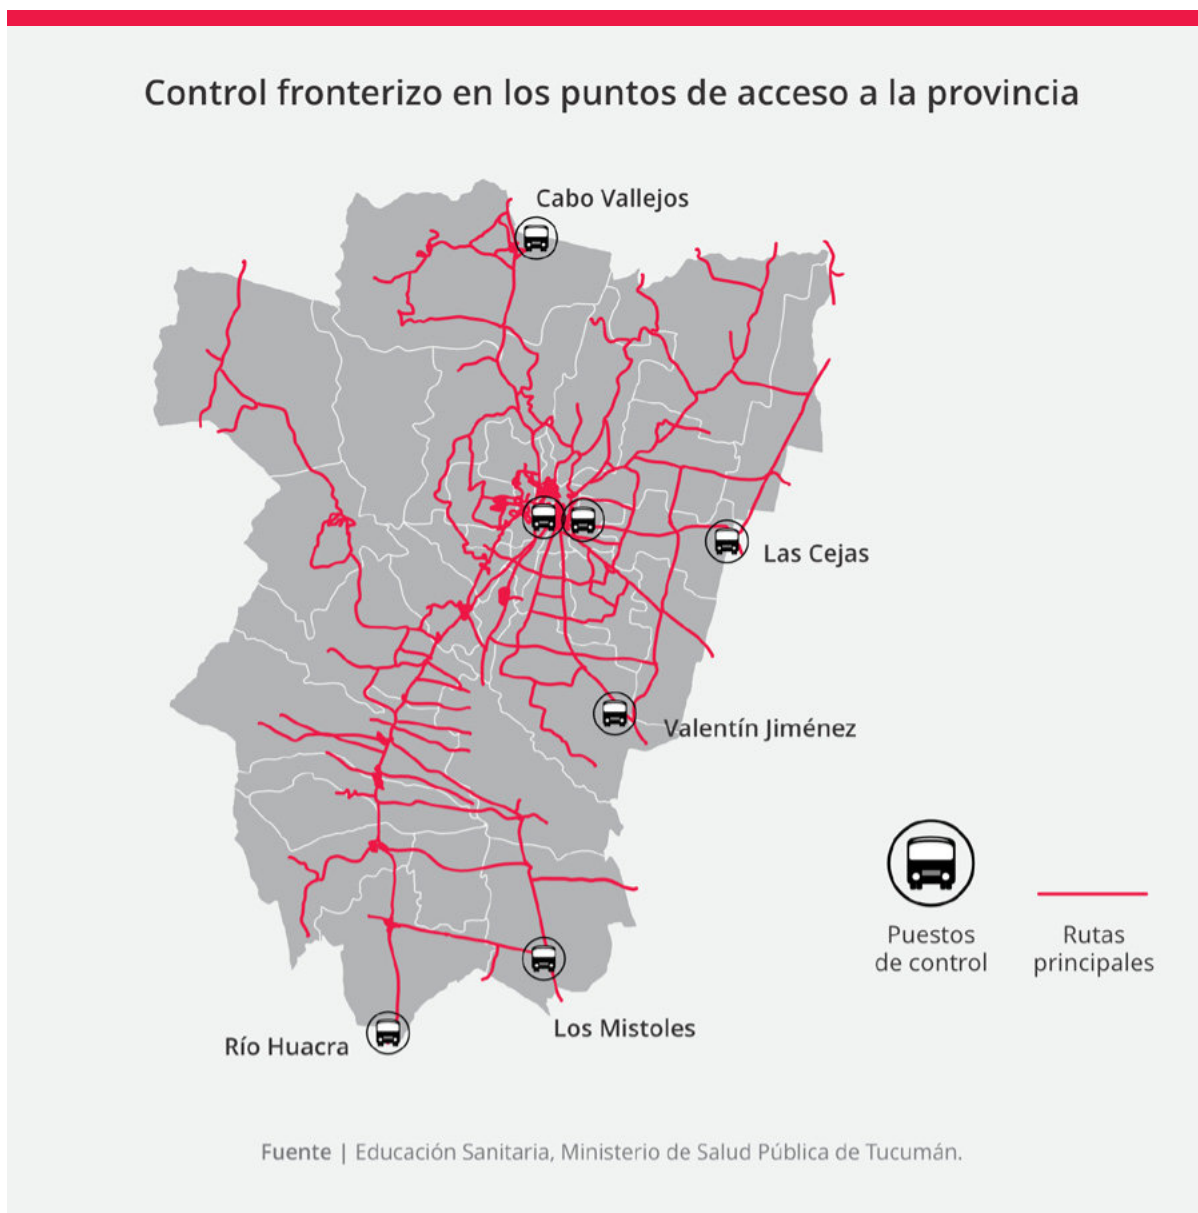 Control fronterizo en los puntos de acceso a la provincia
Cabo Vallejos
Las Cejas
Valentín Jiménez
Puestos
de control
Rutas
principales
Los Mistoles
Río Huacra
Fuente | Educación Sanitaria, Ministerio de Salud Pública de Tucumán.